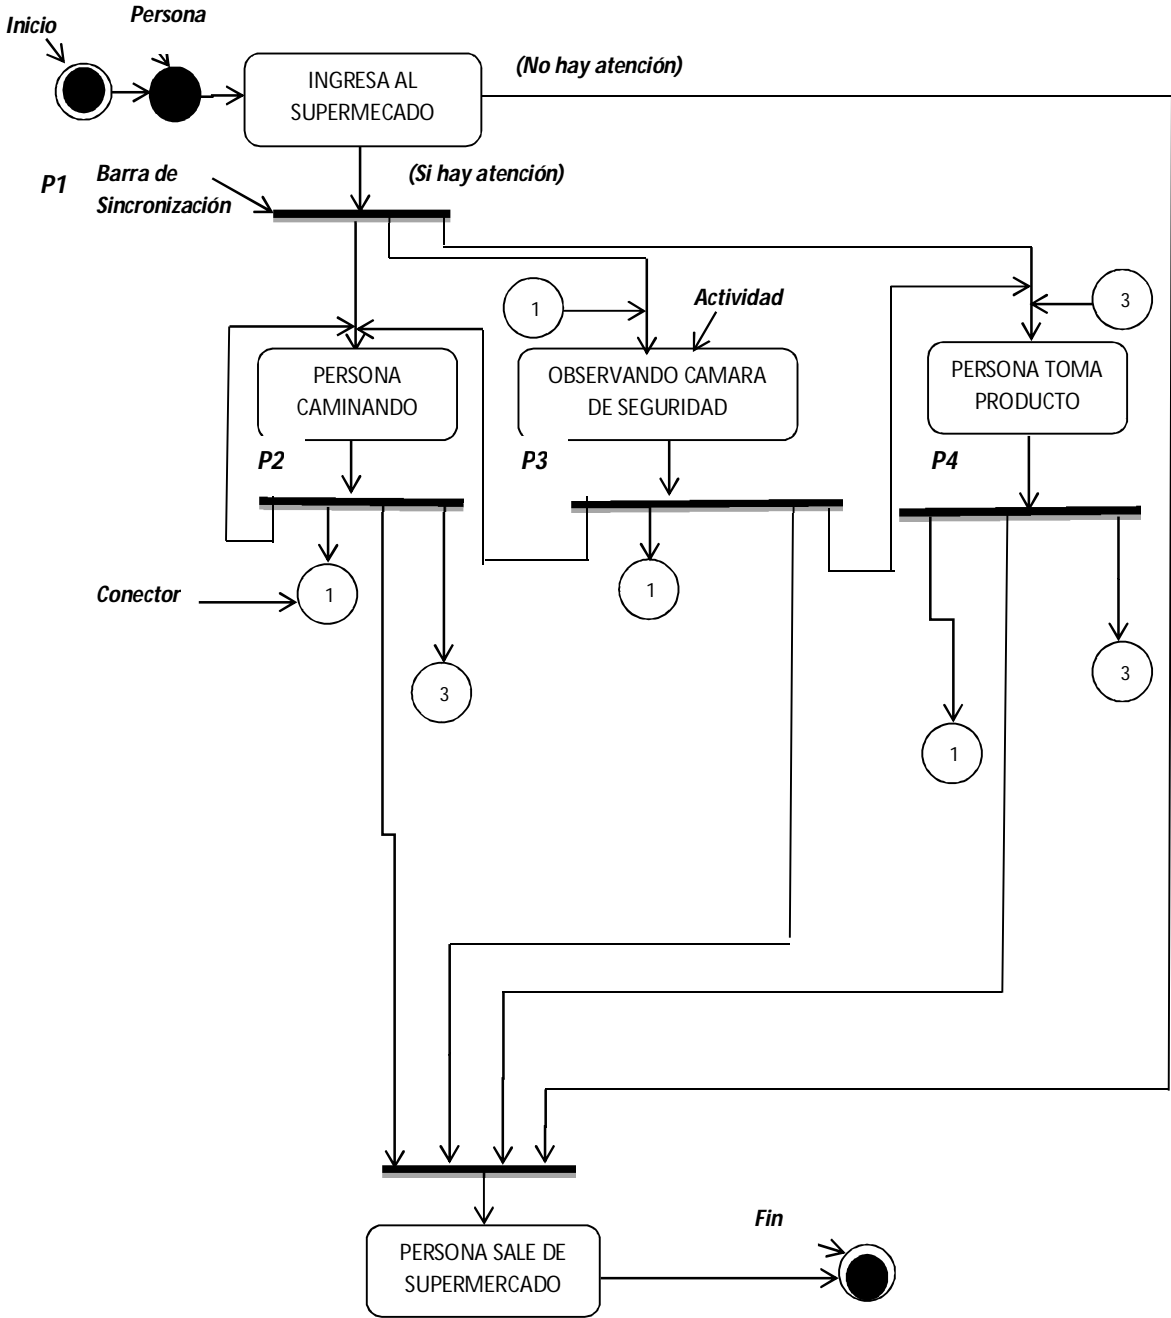 Inicio
Persona
INGRESA AL
SUPERMECADO
(No hay atención)
P1
Barra de
Sincronización
(Si hay atención)
1
Actividad
3
PERSONA
CAMINANDO
OBSERVANDO CAMARA
DE SEGURIDAD
PERSONA TOMA
PRODUCTO
P2
P3
P4
Conector
1
1
3
3
1
PERSONA SALE DE
SUPERMERCADO
Fin